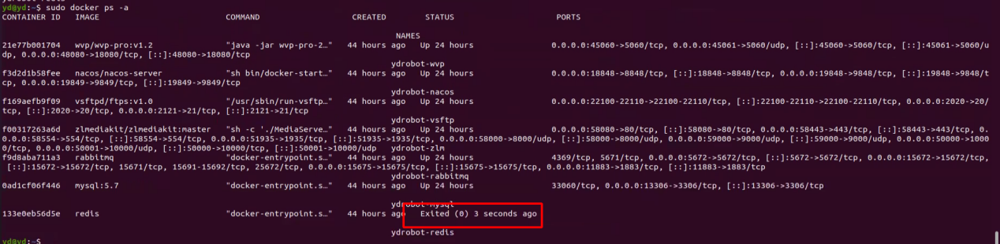 yd@yd:~$ sudo docker ps -a
CONTAINER ID IMAGE COMMAND CREATED STATUS PORTS
NAMES
21e77b001704 wvp/wvp-pro:v1.2 "java -jar wvp-pro-2…" 44 hours ago Up 24 hours 0.0.0.0:45060->5060/tcp, 0.0.0.0:45061->5060/udp, [::]:45060->5060/tcp, [::]:45061->5060/u
dp, 0.0.0.0:48080->18080/tcp, [::]:48080->18080/tcp
ydrobot-wvp
f3d2d1b58fee nacos/nacos-server "sh bin/docker-start…" 44 hours ago Up 24 hours 0.0.0.0:18848->8848/tcp, [::]:18848->8848/tcp, 0.0.0.0:19848->9848/tcp, [::]:19848->9848/t
cp, 0.0.0.0:19849->9849/tcp, [::]:19849->9849/tcp
ydrobot-nacos
f169aefb9f09 vsftpd/ftps:v1.0 "/usr/sbin/run-vsftp…" 44 hours ago Up 24 hours 0.0.0.0:22100-22110->22100-22110/tcp, [::]:22100-22110->22100-22110/tcp, 0.0.0.0:2020->20/
tcp, [::]:2020->20/tcp, 0.0.0.0:2121->21/tcp, [::]:2121->21/tcp
ydrobot-vsftp
f00317263a6d zlmediakit/zlmediakit:master "sh -c './MediaServe…" 44 hours ago Up 24 hours 0.0.0.0:58080->80/tcp, [::]:58080->80/tcp, 0.0.0.0:58443->443/tcp, [::]:58443->443/tcp, 0.
0.0.0:58554->554/tcp, [::]:58554->554/tcp, 0.0.0.0:51935->1935/tcp, [::]:51935->1935/tcp, 0.0.0.0:58000->8000/udp, [::]:58000->8000/udp, 0.0.0.0:59000->9000/udp, [::]:59000->9000/udp, 0.0.0.0:50000->1000
0/tcp, 0.0.0.0:50001->10000/udp, [::]:50000->10000/tcp, [::]:50001->10000/udp ydrobot-zlm
f9d8aba711a3 rabbitmq "docker-entrypoint.s…" 44 hours ago Up 24 hours 4369/tcp, 5671/tcp, 0.0.0.0:5672->5672/tcp, [::]:5672->5672/tcp, 0.0.0.0:15672->15672/tcp,
[::]:15672->15672/tcp, 15671/tcp, 15691-15692/tcp, 25672/tcp, 0.0.0.0:15675->15675/tcp, [::]:15675->15675/tcp, 0.0.0.0:11883->1883/tcp, [::]:11883->1883/tcp
ydrobot-rabbitmq
0ad1cf06f446 mysql:5.7 "docker-entrypoint.s…" 44 hours ago Up 24 hours 33060/tcp, 0.0.0.0:13306->3306/tcp, [::]:13306->3306/tcp
ydrobot-mysql
133e0eb56d5e redis "docker-entrypoint.s…" 44 hours ago Exited (0) 3 seconds ago
ydrobot-redis
yd@yd:~$